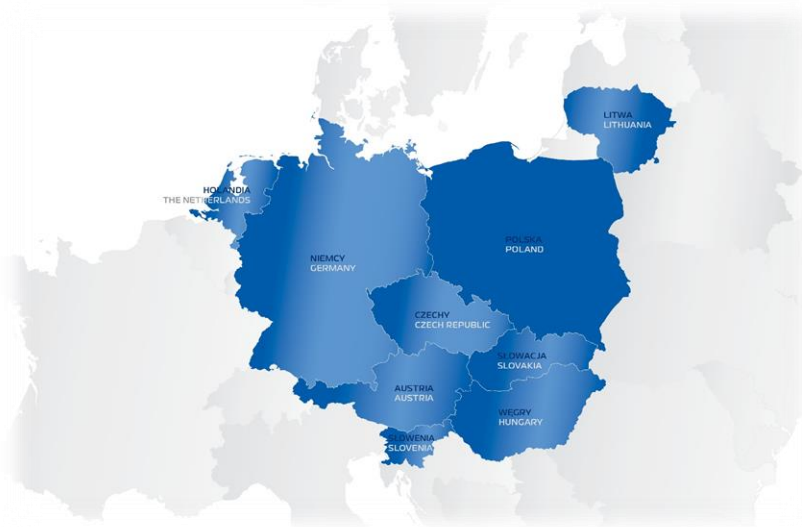 LITWA
LITHUANIA
HOLANDIA
THE NETHERLANDS
POLSKA
POLAND
NIEMCY
GERMANY
CZECHY
CZECH REPUBLIC
SŁOWACJA
SLOVAKIA
AUSTRIA
AUSTRIA
WĘGRY
HUNGARY
SŁOWENIA
SLOVENIA